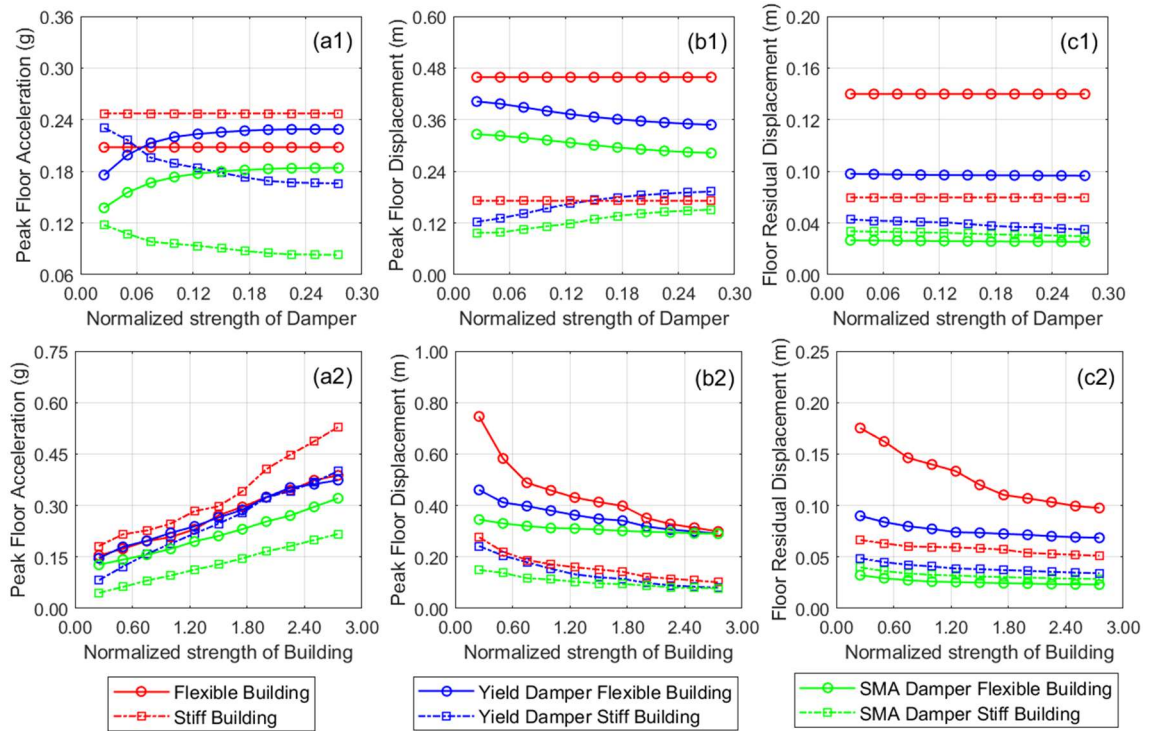 Peak Floor Acceleration (g)
0.36
0.30
0.24
0.18
0.12
0.06
(a1)
0.00 0.06 0.12 0.18 0.24 0.30
Normalized strength of Damper
Peak Floor Displacement (m)
0.60
0.48
0.36
0.24
0.12
0.00
(b1)
0.00 0.06 0.12 0.18 0.24 0.30
Normalized strength of Damper
Floor Residual Displacement (m)
0.20
0.16
0.12
0.10
0.04
0.00
(c1)
0.00 0.06 0.12 0.18 0.24 0.30
Normalized strength of Damper
Peak Floor Acceleration (g)
0.75
0.60
0.45
0.30
0.15
0.00
(a2)
0.00 0.60 1.20 1.80 2.40 3.00
Normalized strength of Building
Peak Floor Displacement (m)
1.00
0.80
0.60
0.40
0.20
0.00
(b2)
0.00 0.60 1.20 1.80 2.40 3.00
Normalized strength of Building
Floor Residual Displacement (m)
0.25
0.20
0.15
0.10
0.05
0.00
(c2)
0.00 0.60 1.20 1.80 2.40 3.00
Normalized strength of Building
Flexible Building
Stiff Building
Yield Damper Flexible Building
Yield Damper Stiff Building
SMA Damper Flexible Building
SMA Damper Stiff Building